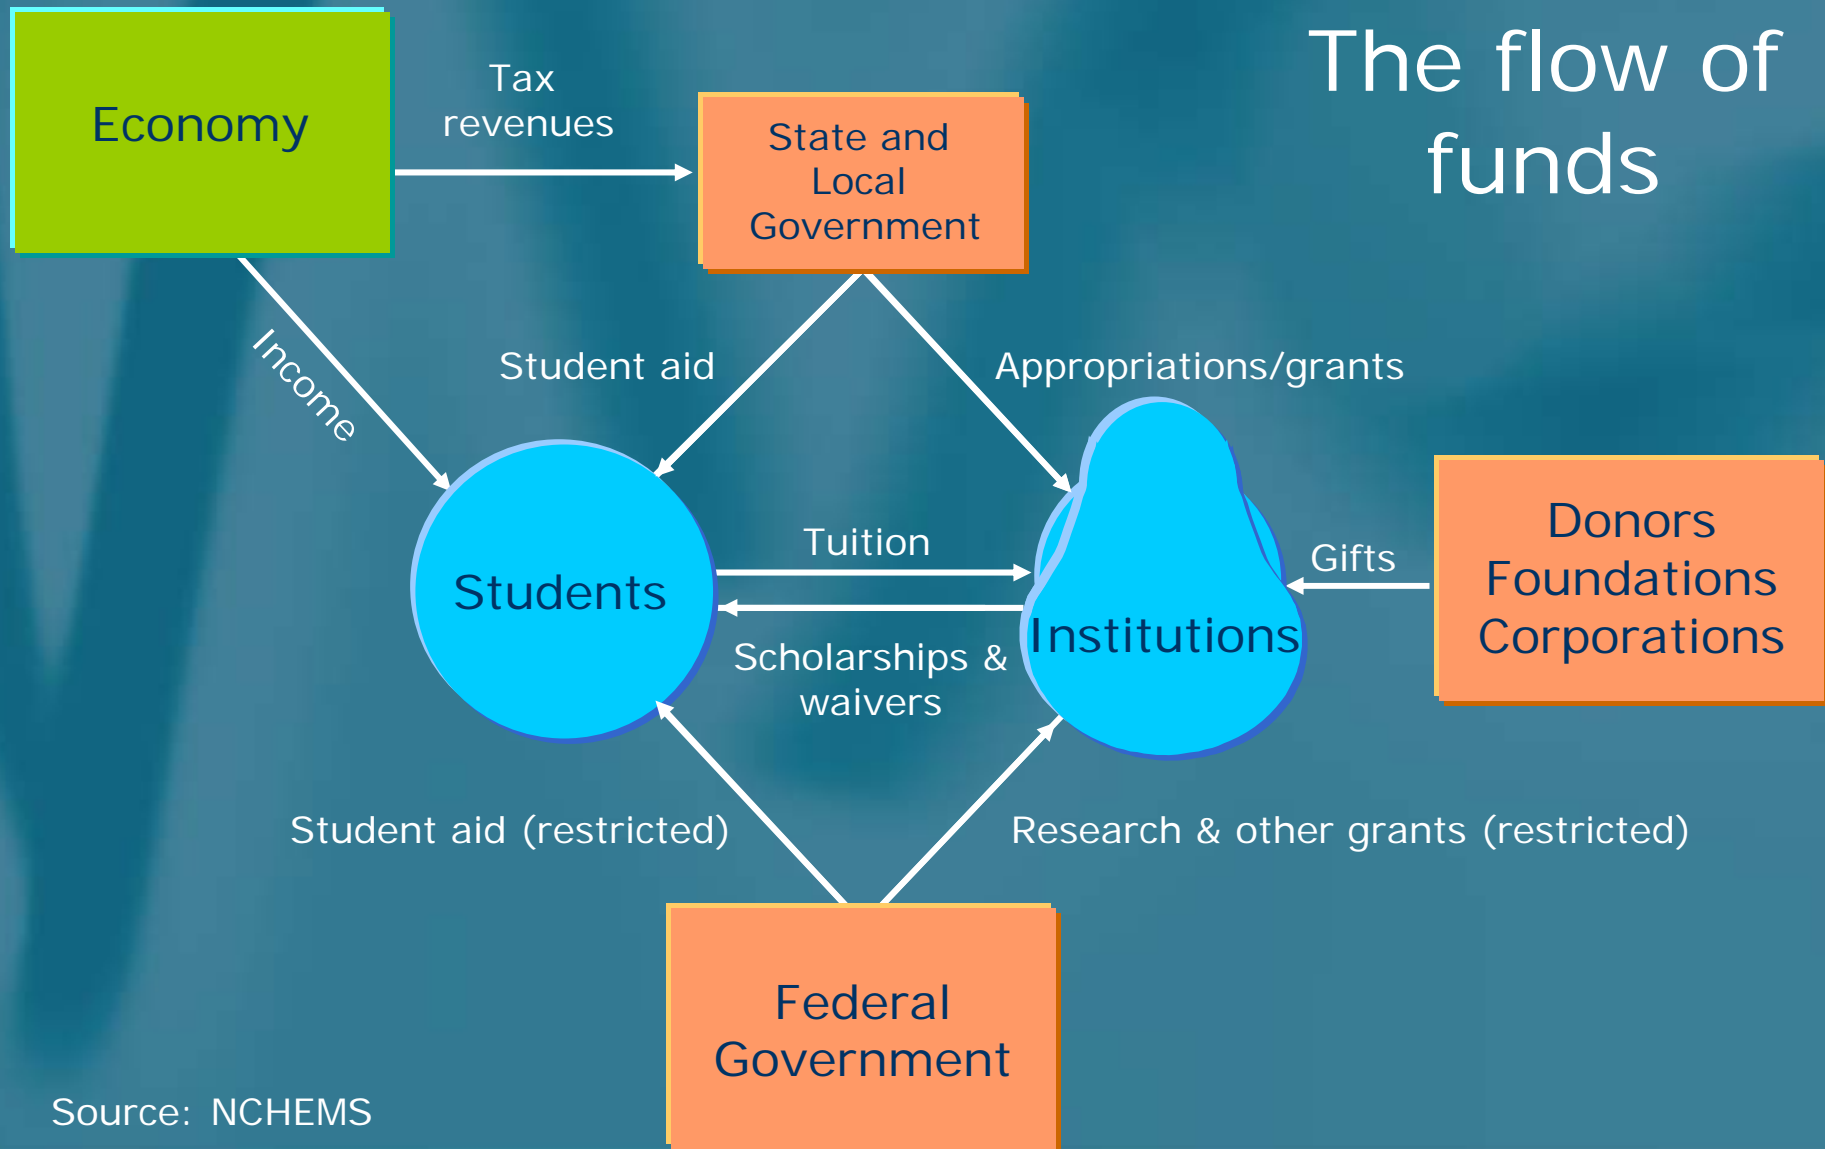 The flow of
funds
Economy
Tax
revenues
State and
Local
Government
Income
Student aid
Appropriations/grants
Students
Tuition
Scholarships &
waivers
Institutions
Gifts
Donors
Foundations
Corporations
Student aid (restricted)
Research & other grants (restricted)
Federal
Government
Source: NCHEMS